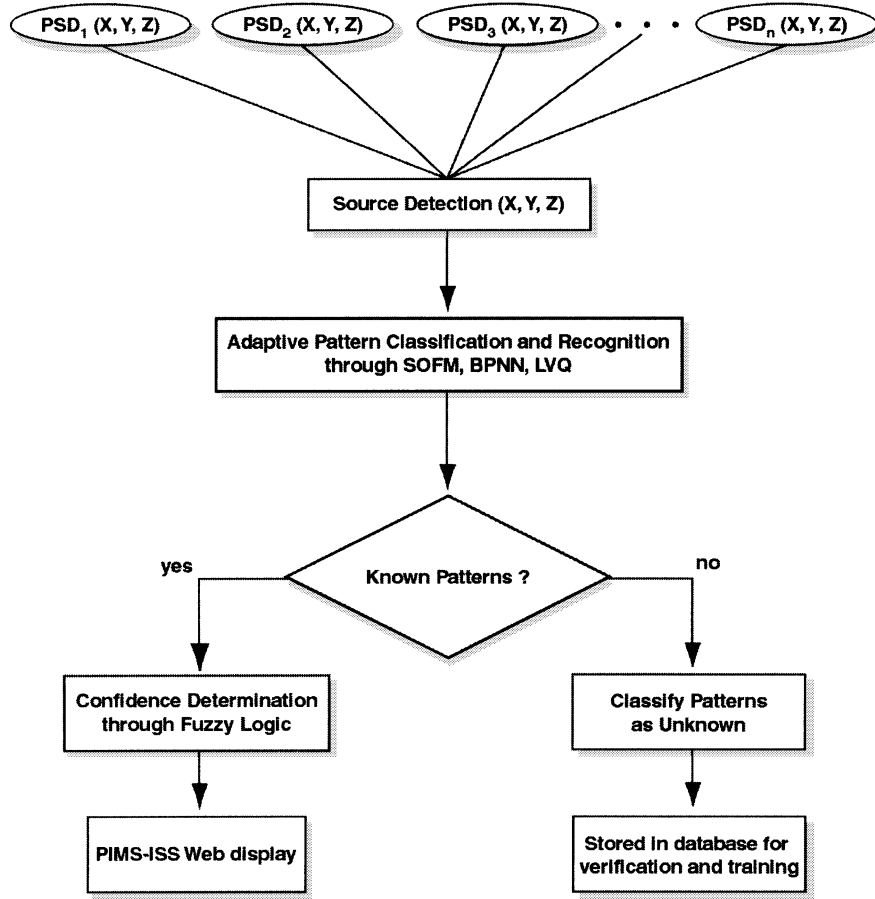 PSD1 (X, Y, Z)
PSD2 (X, Y, Z)
PSD3 (X, Y, Z)
. . .
PSDn (X, Y, Z)
Source Detection (X, Y, Z)
Adaptive Pattern Classification and Recognition
through SOFM, BPNN, LVQ
Known Patterns ?
yes
no
Confidence Determination
through Fuzzy Logic
Classify Patterns
as Unknown
PIMS-ISS Web display
Stored in database for
verification and training